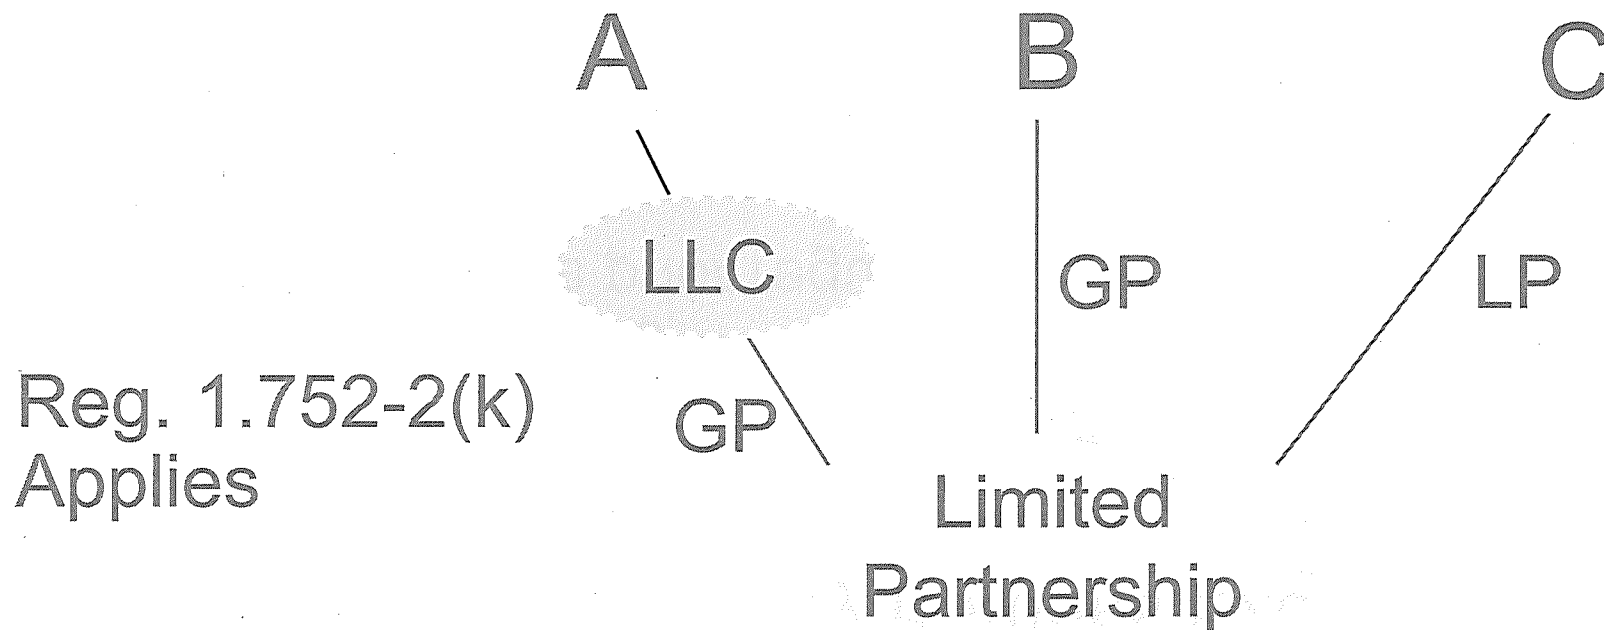 A
B
C
LLC
GP
LP
Reg. 1.752-2(k)
Applies
GP
Limited
Partnership